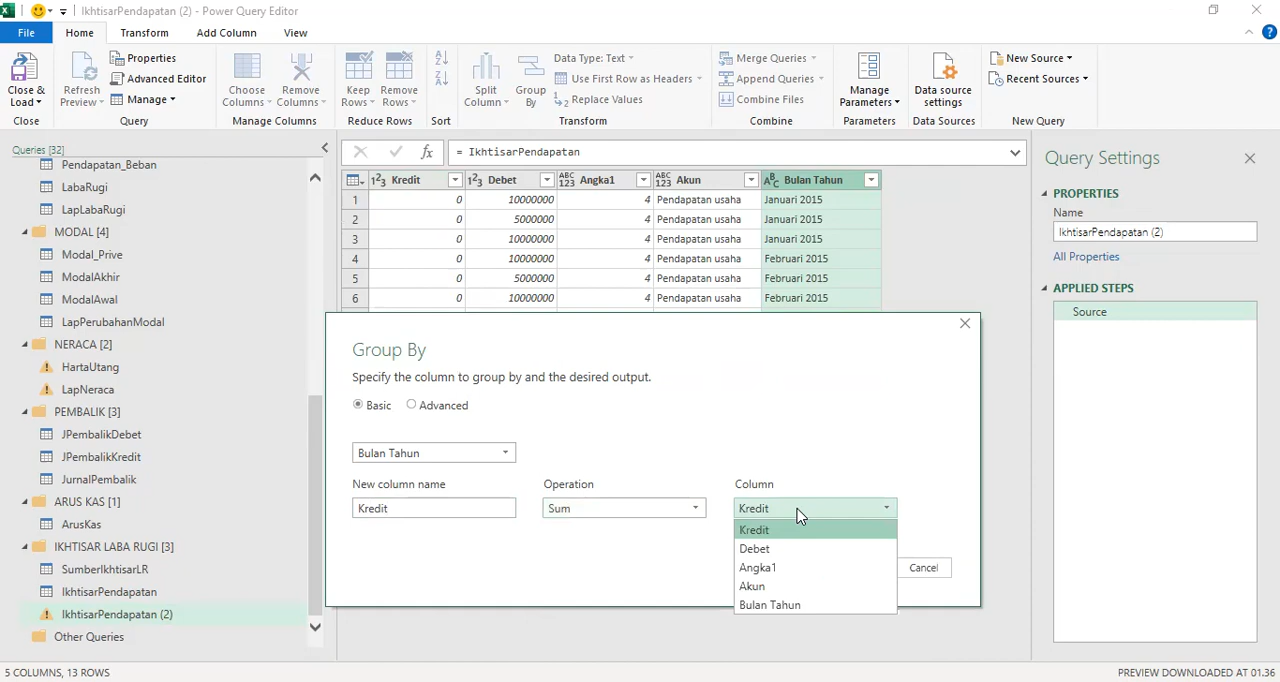 IkhtisarPendapatan (2) - Power Query Editor
File
Home
Transform
Add Column
View
Close & Load
Close
Refresh Preview
Properties
Advanced Editor
Manage
Query
Choose Columns
Remove Columns
Manage Columns
Keep Rows
Remove Rows
Reduce Rows
Sort
Split Column
Group By
Data Type: Text
Use First Row as Headers
Replace Values
Transform
Merge Queries
Append Queries
Combine Files
Combine
Manage Parameters
Parameters
Data source settings
Data Sources
New Source
Recent Sources
New Query
Queries [32]
Pendapatan_Beban
LabaRugi
LapLabaRugi
MODAL [4]
Modal_Prive
ModalAkhir
ModalAwal
LapPerubahanModal
NERACA [2]
HartaUtang
LapNeraca
PEMBALIK [3]
JPembalikDebet
JPembalikKredit
JurnalPembalik
ARUS KAS [1]
ArusKas
IKHTISAR LABA RUGI [3]
SumberIkhtisarLR
IkhtisarPendapatan
IkhtisarPendapatan (2)
Other Queries
fx = IkhtisarPendapatan
123 Kredit 123 Debet ABC 123 Angka1 ABC 123 Akun ABC Bulan Tahun
1 0 10000000 4 Pendapatan usaha Januari 2015
2 0 5000000 4 Pendapatan usaha Januari 2015
3 0 10000000 4 Pendapatan usaha Januari 2015
4 0 10000000 4 Pendapatan usaha Februari 2015
5 0 5000000 4 Pendapatan usaha Februari 2015
6 0 10000000 4 Pendapatan usaha Februari 2015
Group By
Specify the column to group by and the desired output.
Basic Advanced
Bulan Tahun
New column name Operation Column
Kredit Sum Kredit
Kredit
Debet
Angka1
Akun
Bulan Tahun
Cancel
Query Settings
PROPERTIES
Name
IkhtisarPendapatan (2)
All Properties
APPLIED STEPS
Source
5 COLUMNS, 13 ROWS
PREVIEW DOWNLOADED AT 01.36